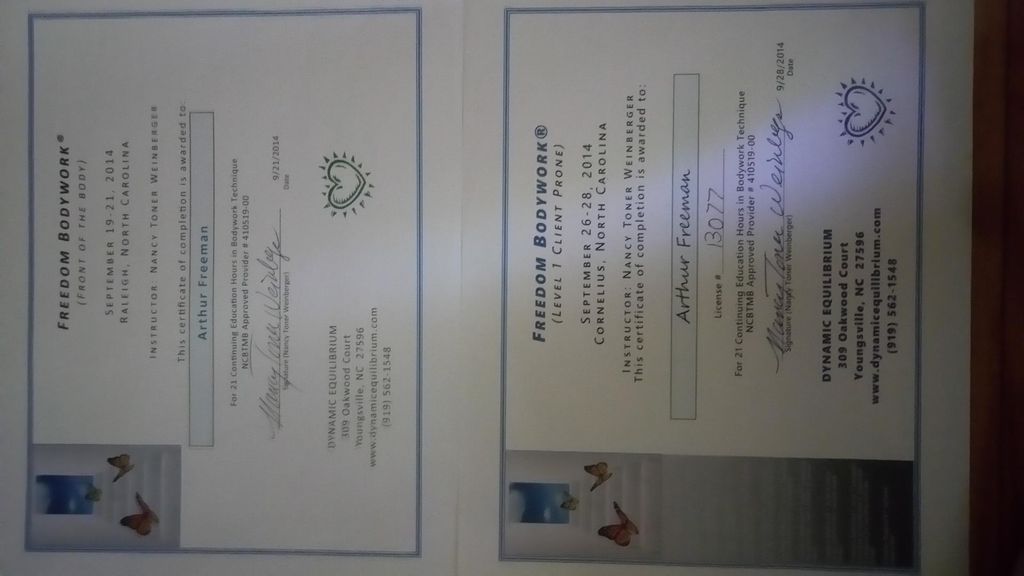 FREEDOM BODYWORK®
(FRONT OF THE BODY)
SEPTEMBER 19-21, 2014
RALEIGH, NORTH CAROLINA
INSTRUCTOR: NANCY TONER WEINBERGER
This certificate of completion is awarded to:
Arthur Freeman
For 21 Continuing Education Hours in Bodywork Technique
NCBTMB Approved Provider # 410519-00
Nancy Toner Weinberger 9/21/2014
Signature (Nancy Toner Weinberger) Date
DYNAMIC EQUILIBRIUM
309 Oakwood Court
Youngsville, NC 27596
www.dynamicequilibrium.com
(919) 562-1548
FREEDOM BODYWORK®
(LEVEL 1 CLIENT PRONE)
SEPTEMBER 26-28, 2014
CORNELIUS, NORTH CAROLINA
INSTRUCTOR: NANCY TONER WEINBERGER
This certificate of completion is awarded to:
Arthur Freeman
License # 13077
For 21 Continuing Education Hours in Bodywork Technique
NCBTMB Approved Provider # 410519-00
Nancy Toner Weinberger 9/28/2014
Signature (Nancy Toner Weinberger) Date
DYNAMIC EQUILIBRIUM
309 Oakwood Court
Youngsville, NC 27596
www.dynamicequilibrium.com
(919) 562-1548